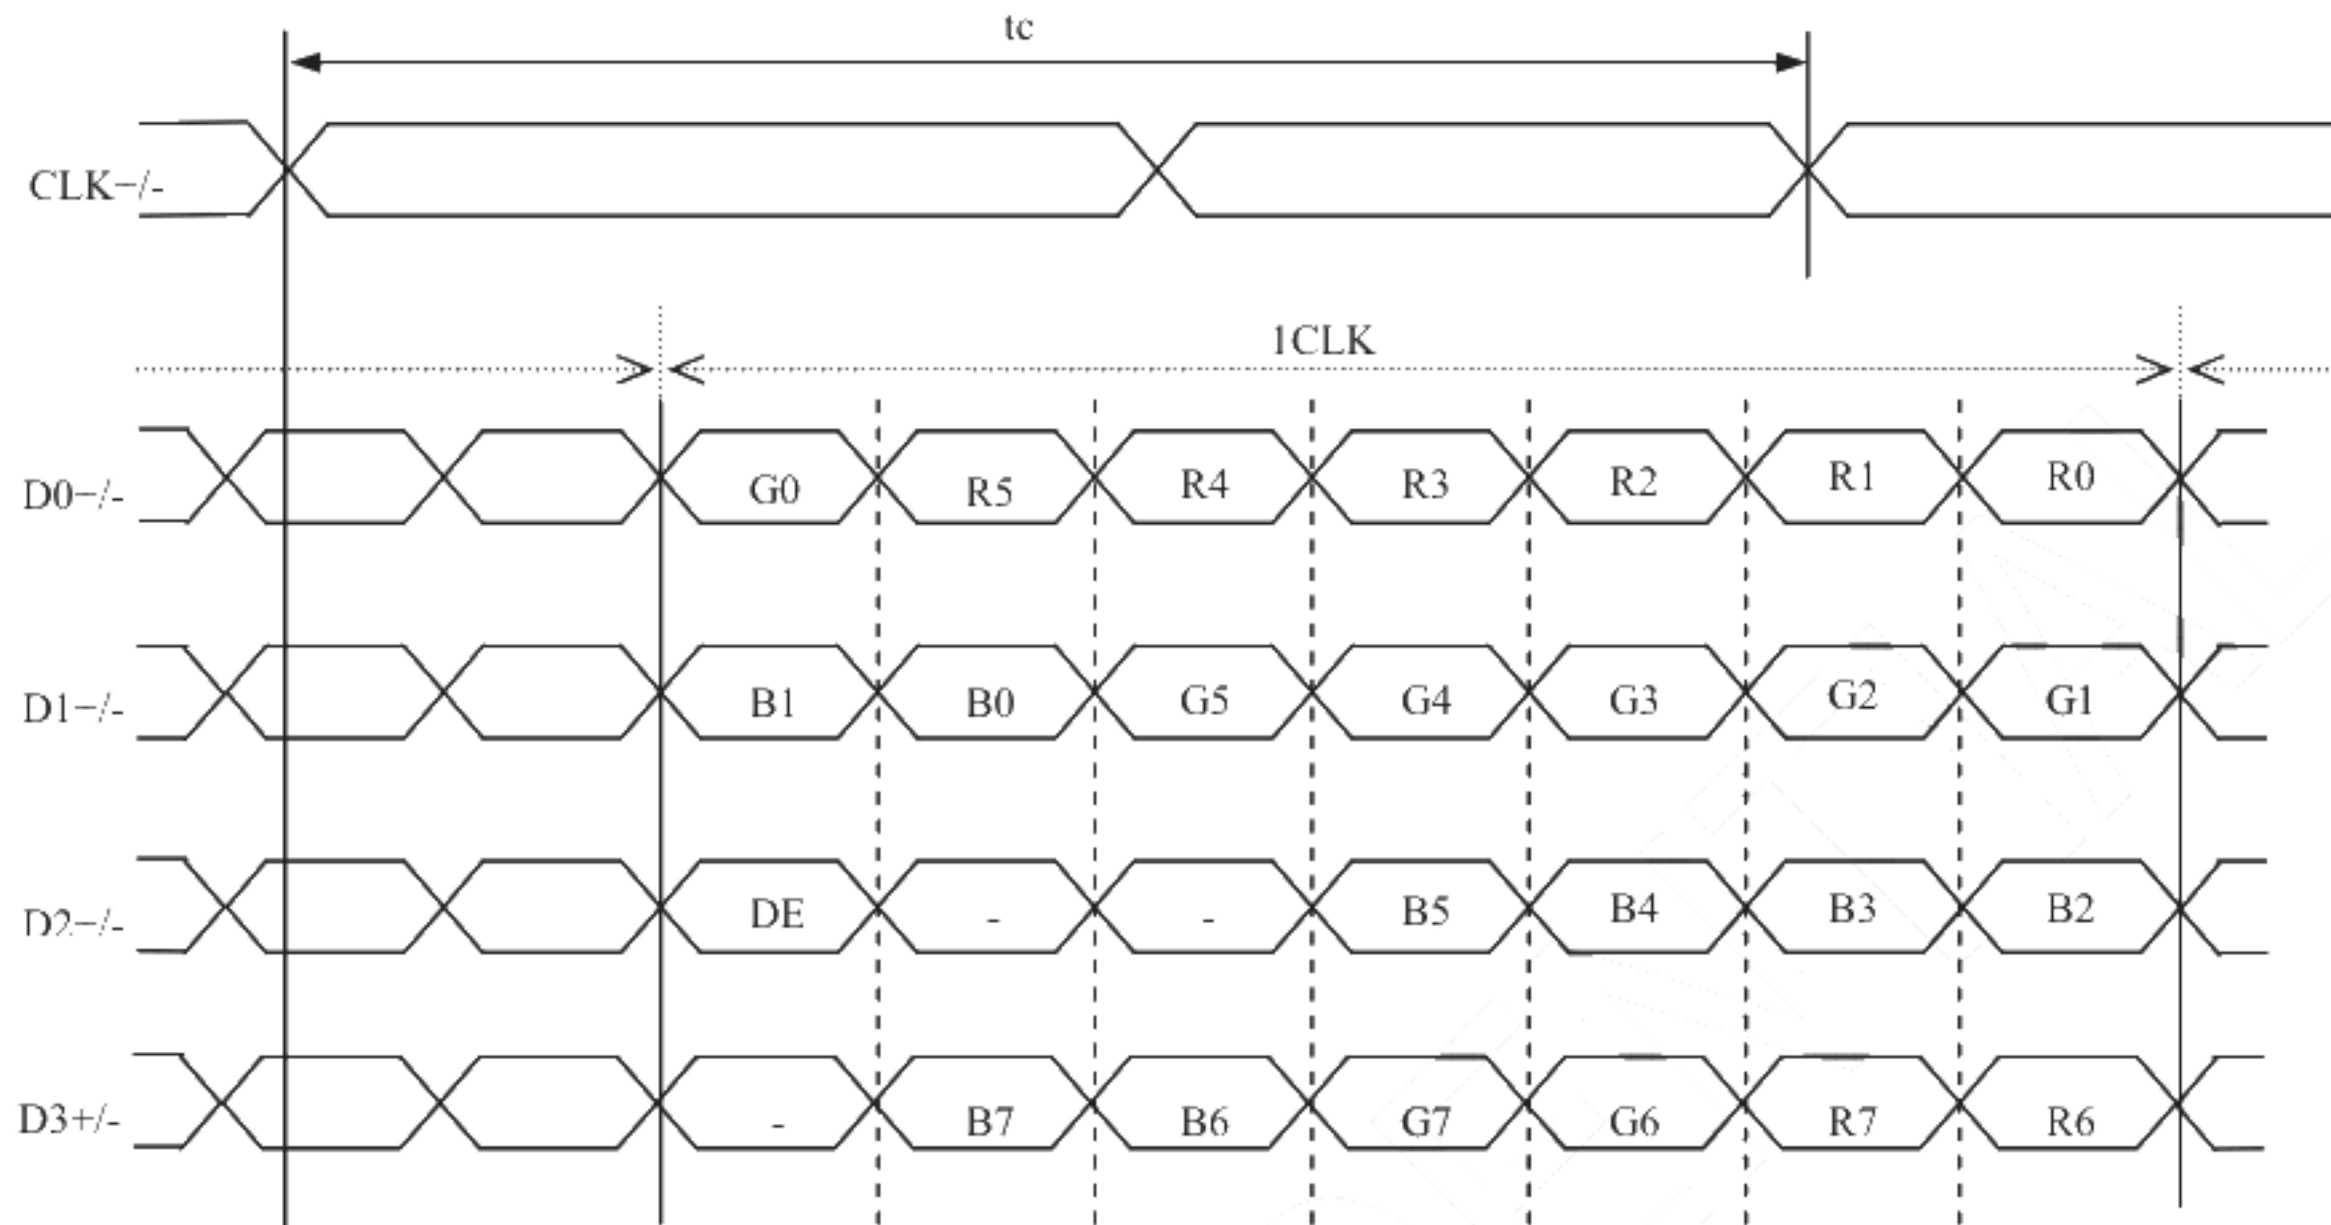 tc
CLK+/-
1CLK
D0+/- G0 R5 R4 R3 R2 R1 R0
D1+/- B1 B0 G5 G4 G3 G2 G1
D2+/- DE - - B5 B4 B3 B2
D3+/- - B7 B6 G7 G6 R7 R6